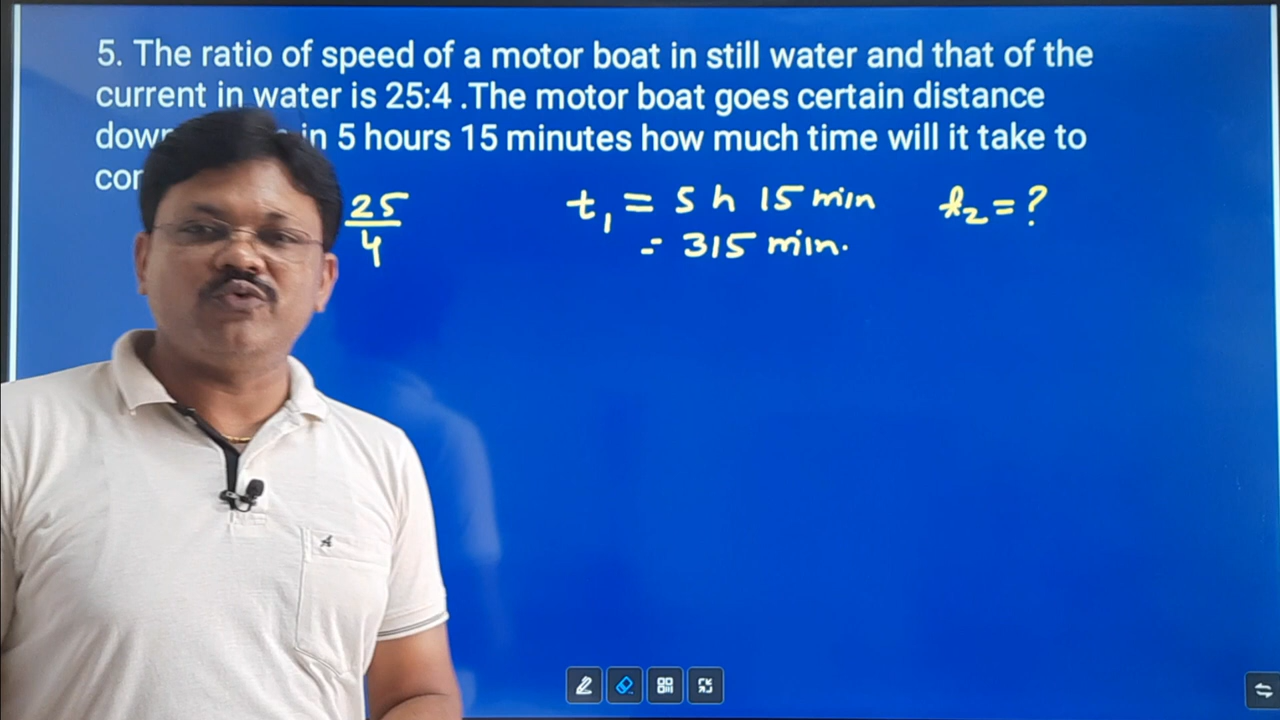 5. The ratio of speed of a motor boat in still water and that of the
current in water is 25:4 .The motor boat goes certain distance
in 5 hours 15 minutes how much time will it take to
25
4
t₁ = 5 h 15 min
= 315 min.
t₂ = ?